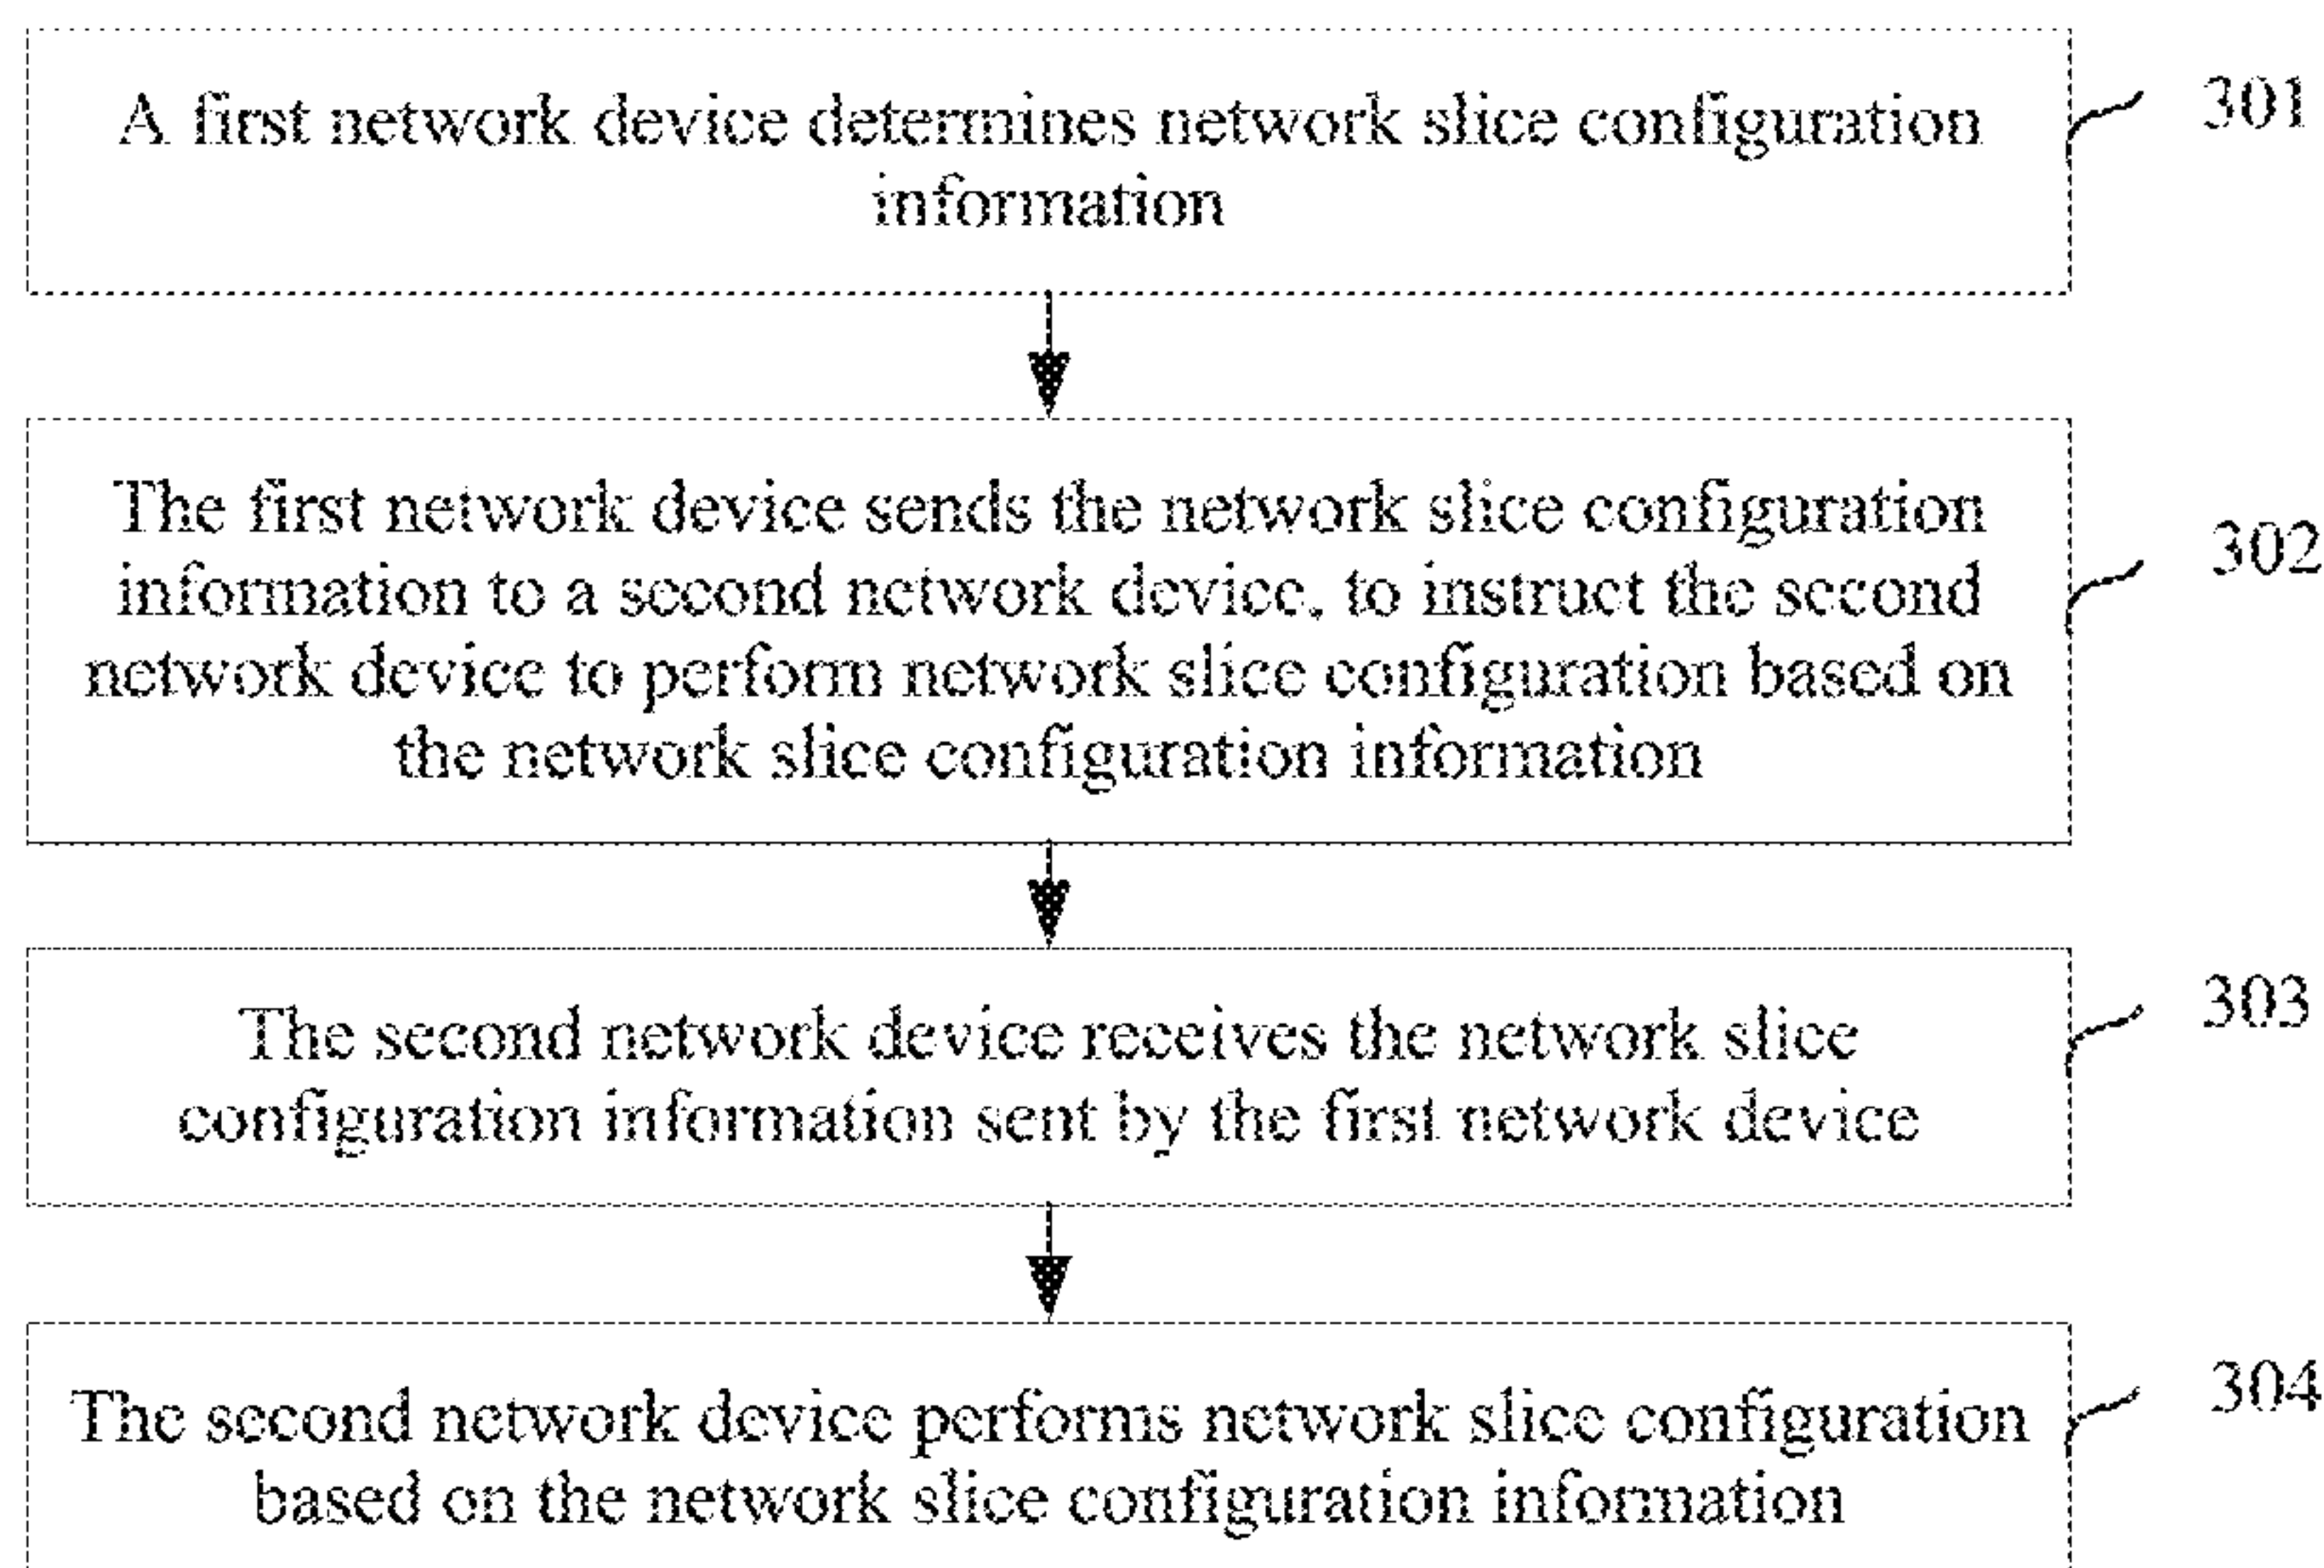 A first network device determines network slice configuration
information
301
The first network device sends the network slice configuration
information to a second network device, to instruct the second
network device to perform network slice configuration based on
the network slice configuration information
302
The second network device receives the network slice
configuration information sent by the first network device
303
The second network device performs network slice configuration
based on the network slice configuration information
304